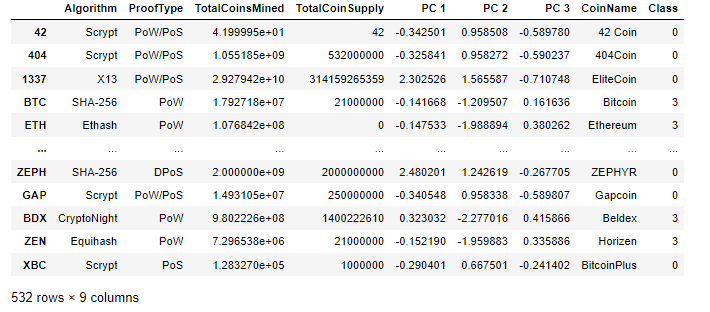 Algorithm ProofType TotalCoinsMined TotalCoinSupply PC 1 PC 2 PC 3 CoinName Class
42 Scrypt PoW/PoS 4.199995e+01 42 -0.342501 0.958508 -0.589780 42 Coin 0
404 Scrypt PoW/PoS 1.055185e+09 532000000 -0.325841 0.958272 -0.590237 404Coin 0
1337 X13 PoW/PoS 2.927942e+10 314159265359 2.302526 1.565587 -0.710748 EliteCoin 0
BTC SHA-256 PoW 1.792718e+07 21000000 -0.141668 -1.209507 0.161636 Bitcoin 3
ETH Ethash PoW 1.076842e+08 0 -0.147533 -1.988894 0.380262 Ethereum 3
... ... ... ... ... ... ... ... ... ...
ZEPH SHA-256 DPoS 2.000000e+09 2000000000 2.480201 1.242619 -0.267705 ZEPHYR 0
GAP Scrypt PoW/PoS 1.493105e+07 250000000 -0.340548 0.958338 -0.589807 Gapcoin 0
BDX CryptoNight PoW 9.802226e+08 1400222610 0.323032 -2.277016 0.415866 Beldex 3
ZEN Equihash PoW 7.296538e+06 21000000 -0.152190 -1.959883 0.335886 Horizen 3
XBC Scrypt PoS 1.283270e+05 1000000 -0.290401 0.667501 -0.241402 BitcoinPlus 0
532 rows × 9 columns